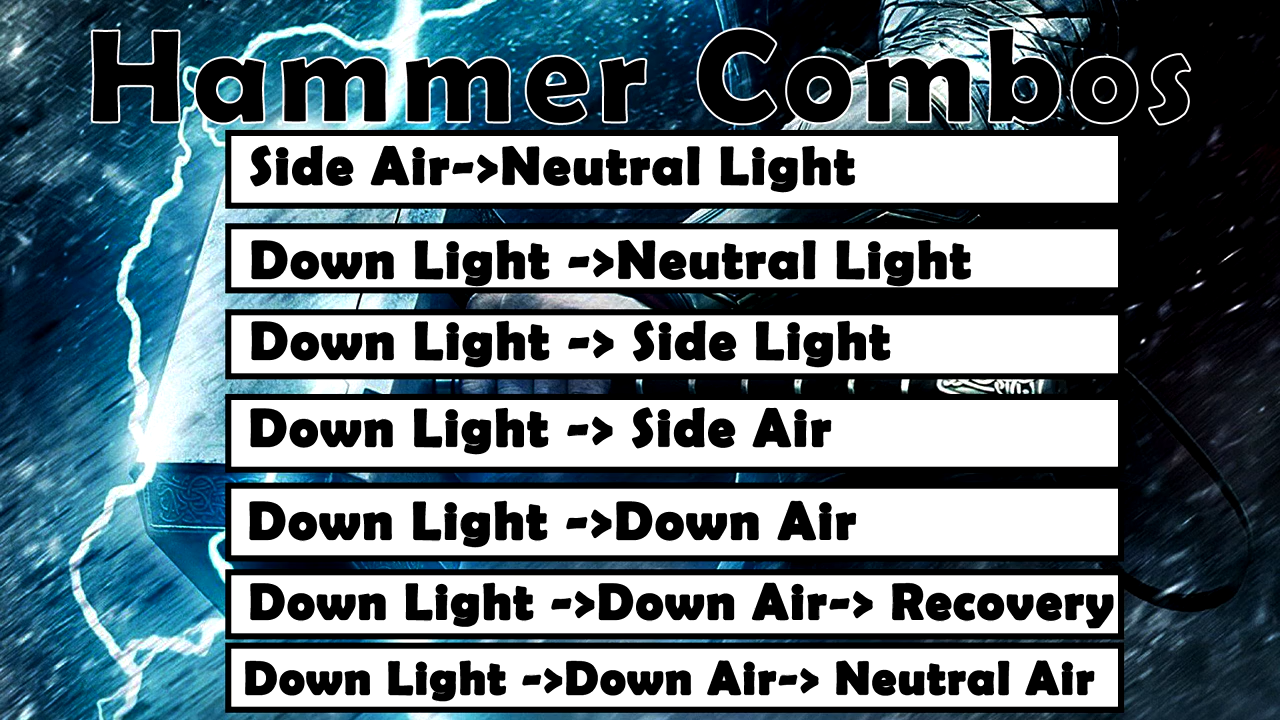 Hammer Combos
Side Air->Neutral Light
Down Light ->Neutral Light
Down Light -> Side Light
Down Light -> Side Air
Down Light ->Down Air
Down Light ->Down Air-> Recovery
Down Light ->Down Air-> Neutral Air